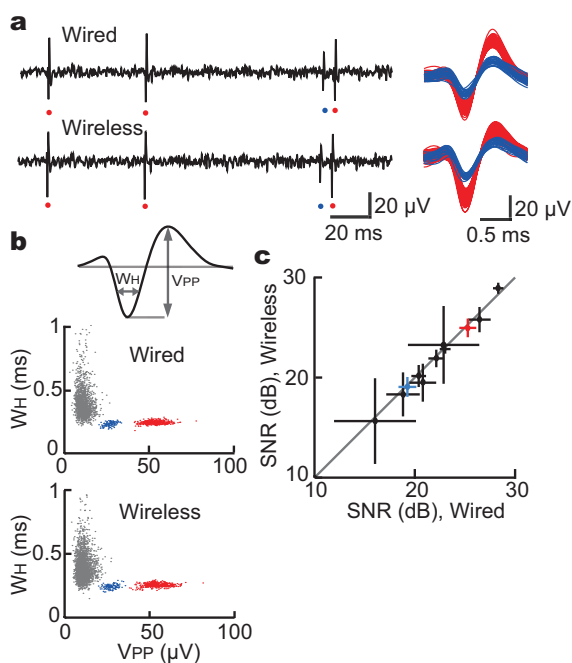 a
Wired
Wireless
20 µV
20 ms
20 µV
0.5 ms
b
WH
VPP
Wired
1
0.5
0
WH (ms)
0
50
100
Wireless
1
0.5
0
WH (ms)
0
50
100
VPP (µV)
c
30
20
10
SNR (dB), Wireless
10
20
30
SNR (dB), Wired